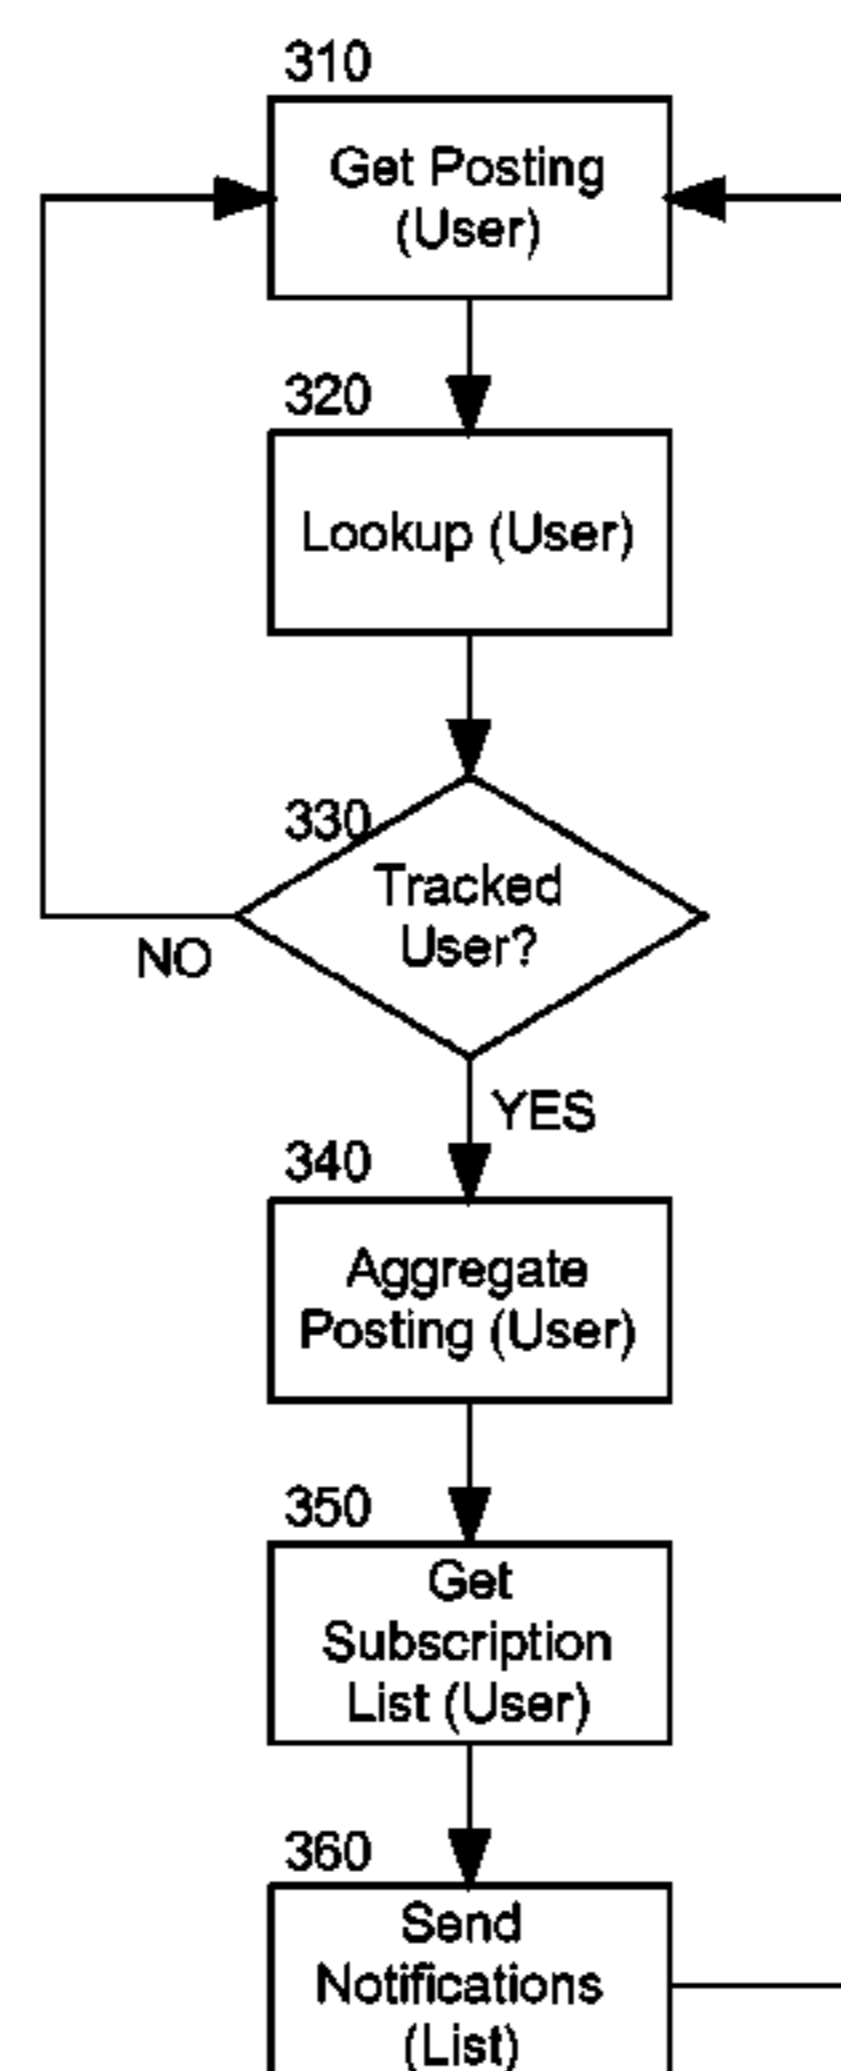 310
Get Posting
(User)
320
Lookup (User)
330
Tracked
User?
NO
YES
340
Aggregate
Posting (User)
350
Get
Subscription
List (User)
360
Send
Notifications
(List)